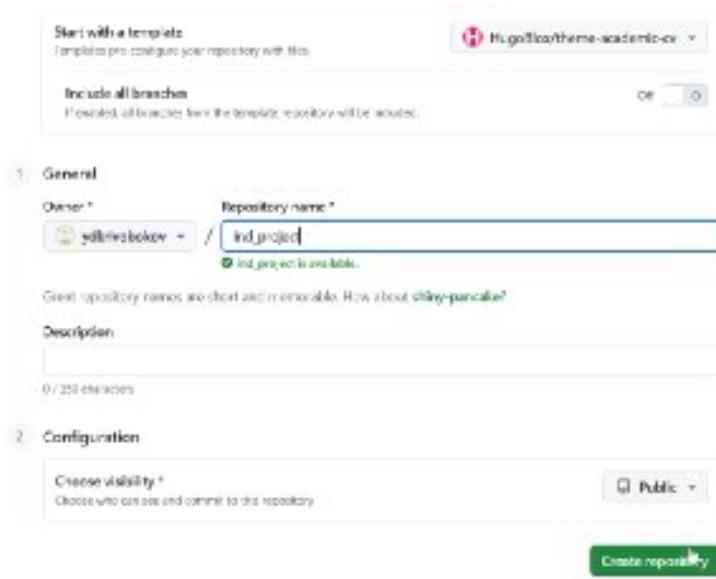 Start with a template
Templates pre-configure your repository with files.
HugoBlox/theme-academic-cv
Include all branches
If enabled, all branches from the template repository will be included.
Off
1 General
Owner *
Repository name *
/ ind_project
ind_project is available.
Great repository names are short and memorable. How about shiny-pancake?
Description
0 / 350 characters
2 Configuration
Choose visibility *
Choose who can see and commit to this repository
Public
Create repository